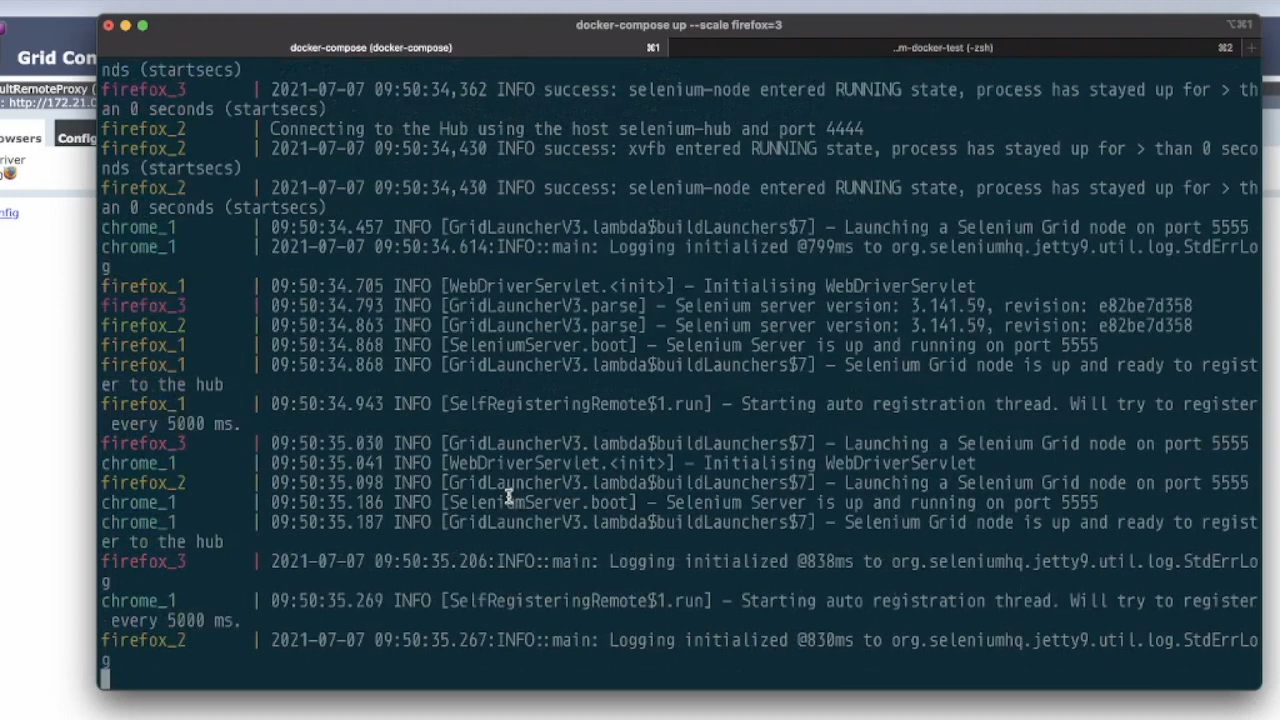 docker-compose up --scale firefox=3
⌥⌘1
docker-compose (docker-compose)
⌘1
..m-docker-test (-zsh)
⌘2
+
Grid Con
ultRemoteProxy (
: http://172.21.0
owsers
Config
river
nfig
nds (startsecs)
firefox_3 | 2021-07-07 09:50:34,362 INFO success: selenium-node entered RUNNING state, process has stayed up for > th
an 0 seconds (startsecs)
firefox_2 | Connecting to the Hub using the host selenium-hub and port 4444
firefox_2 | 2021-07-07 09:50:34,430 INFO success: xvfb entered RUNNING state, process has stayed up for > than 0 seco
nds (startsecs)
firefox_2 | 2021-07-07 09:50:34,430 INFO success: selenium-node entered RUNNING state, process has stayed up for > th
an 0 seconds (startsecs)
chrome_1 | 09:50:34.457 INFO [GridLauncherV3.lambda$buildLaunchers$7] – Launching a Selenium Grid node on port 5555
chrome_1 | 2021-07-07 09:50:34.614:INFO::main: Logging initialized @799ms to org.seleniumhq.jetty9.util.log.StdErrLo
g
firefox_1 | 09:50:34.705 INFO [WebDriverServlet.<init>] – Initialising WebDriverServlet
firefox_3 | 09:50:34.793 INFO [GridLauncherV3.parse] – Selenium server version: 3.141.59, revision: e82be7d358
firefox_2 | 09:50:34.863 INFO [GridLauncherV3.parse] – Selenium server version: 3.141.59, revision: e82be7d358
firefox_1 | 09:50:34.868 INFO [SeleniumServer.boot] – Selenium Server is up and running on port 5555
firefox_1 | 09:50:34.868 INFO [GridLauncherV3.lambda$buildLaunchers$7] – Selenium Grid node is up and ready to regist
er to the hub
firefox_1 | 09:50:34.943 INFO [SelfRegisteringRemote$1.run] – Starting auto registration thread. Will try to register
every 5000 ms.
firefox_3 | 09:50:35.030 INFO [GridLauncherV3.lambda$buildLaunchers$7] – Launching a Selenium Grid node on port 5555
chrome_1 | 09:50:35.041 INFO [WebDriverServlet.<init>] – Initialising WebDriverServlet
firefox_2 | 09:50:35.098 INFO [GridLauncherV3.lambda$buildLaunchers$7] – Launching a Selenium Grid node on port 5555
chrome_1 | 09:50:35.186 INFO [SeleniumServer.boot] – Selenium Server is up and running on port 5555
chrome_1 | 09:50:35.187 INFO [GridLauncherV3.lambda$buildLaunchers$7] – Selenium Grid node is up and ready to regist
er to the hub
firefox_3 | 2021-07-07 09:50:35.206:INFO::main: Logging initialized @838ms to org.seleniumhq.jetty9.util.log.StdErrLo
g
chrome_1 | 09:50:35.269 INFO [SelfRegisteringRemote$1.run] – Starting auto registration thread. Will try to register
every 5000 ms.
firefox_2 | 2021-07-07 09:50:35.267:INFO::main: Logging initialized @830ms to org.seleniumhq.jetty9.util.log.StdErrLo
g